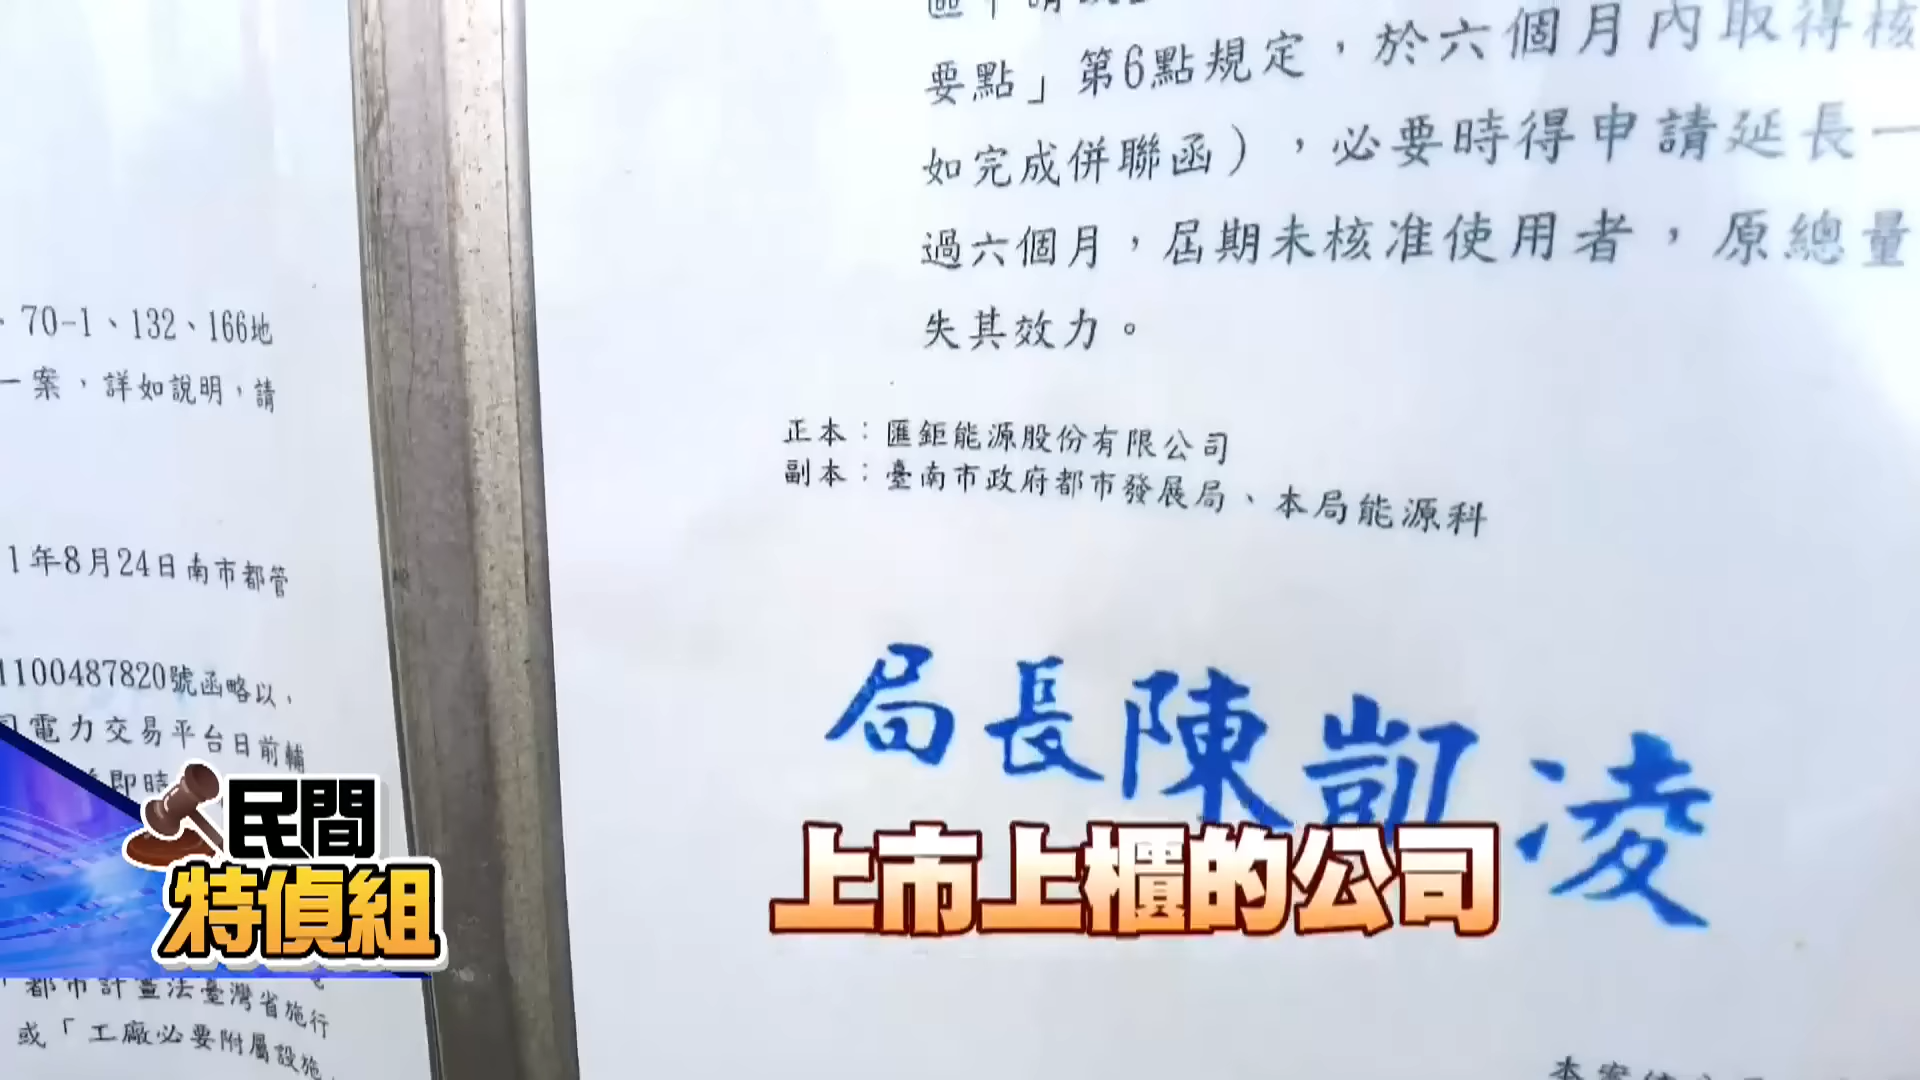 要點」第6點規定，於六個月內取得核
如完成併聯函），必要時得申請延長一
過六個月，屆期未核准使用者，原總量
失其效力。
正本：匯鉅能源股份有限公司
副本：臺南市政府都市發展局、本局能源科
局長陳凱凌
上市上櫃的公司
、70-1、132、166地
一案，詳如說明，請
1年8月24日南市都管
1100487820號函略以，
電力交易平台日前輔
即時
民間
特偵組
「都市計畫法臺灣省施行
或「工廠必要附屬設施